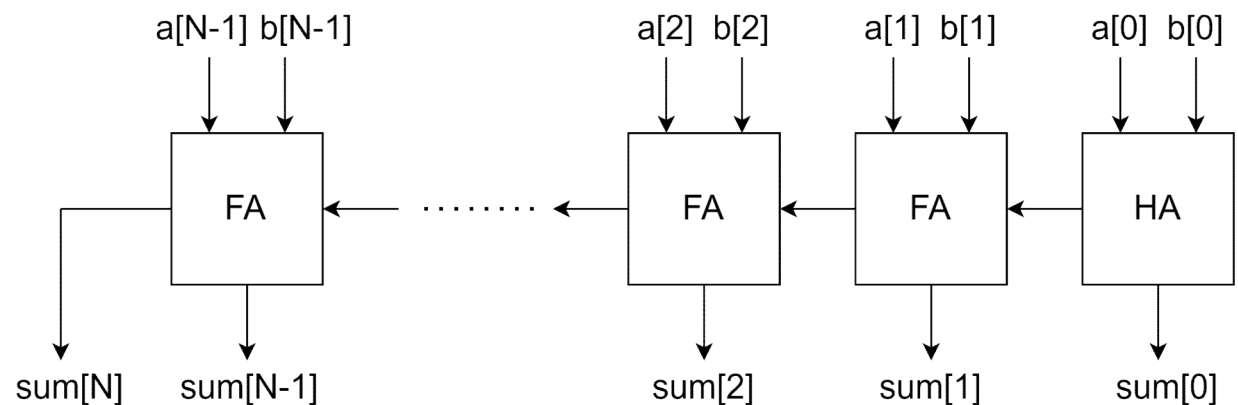 a[N-1] b[N-1] a[2] b[2] a[1] b[1] a[0] b[0]
FA ........ FA FA HA
sum[N] sum[N-1] sum[2] sum[1] sum[0]